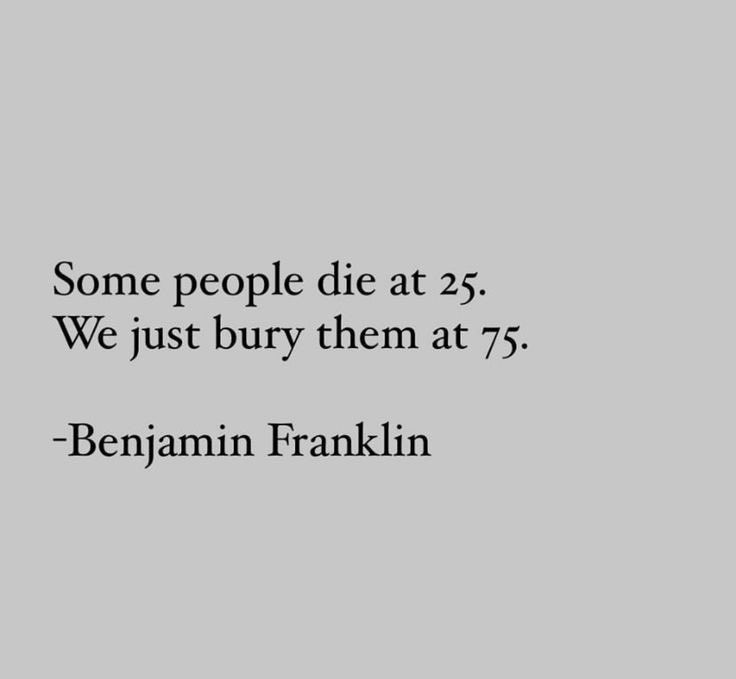 Some people die at 25.
We just bury them at 75.
-Benjamin Franklin